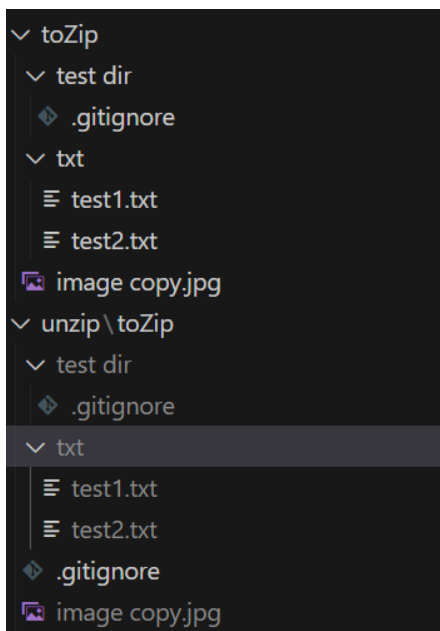 toZip
test dir
.gitignore
txt
test1.txt
test2.txt
image copy.jpg
unzip\toZip
test dir
.gitignore
txt
test1.txt
test2.txt
.gitignore
image copy.jpg